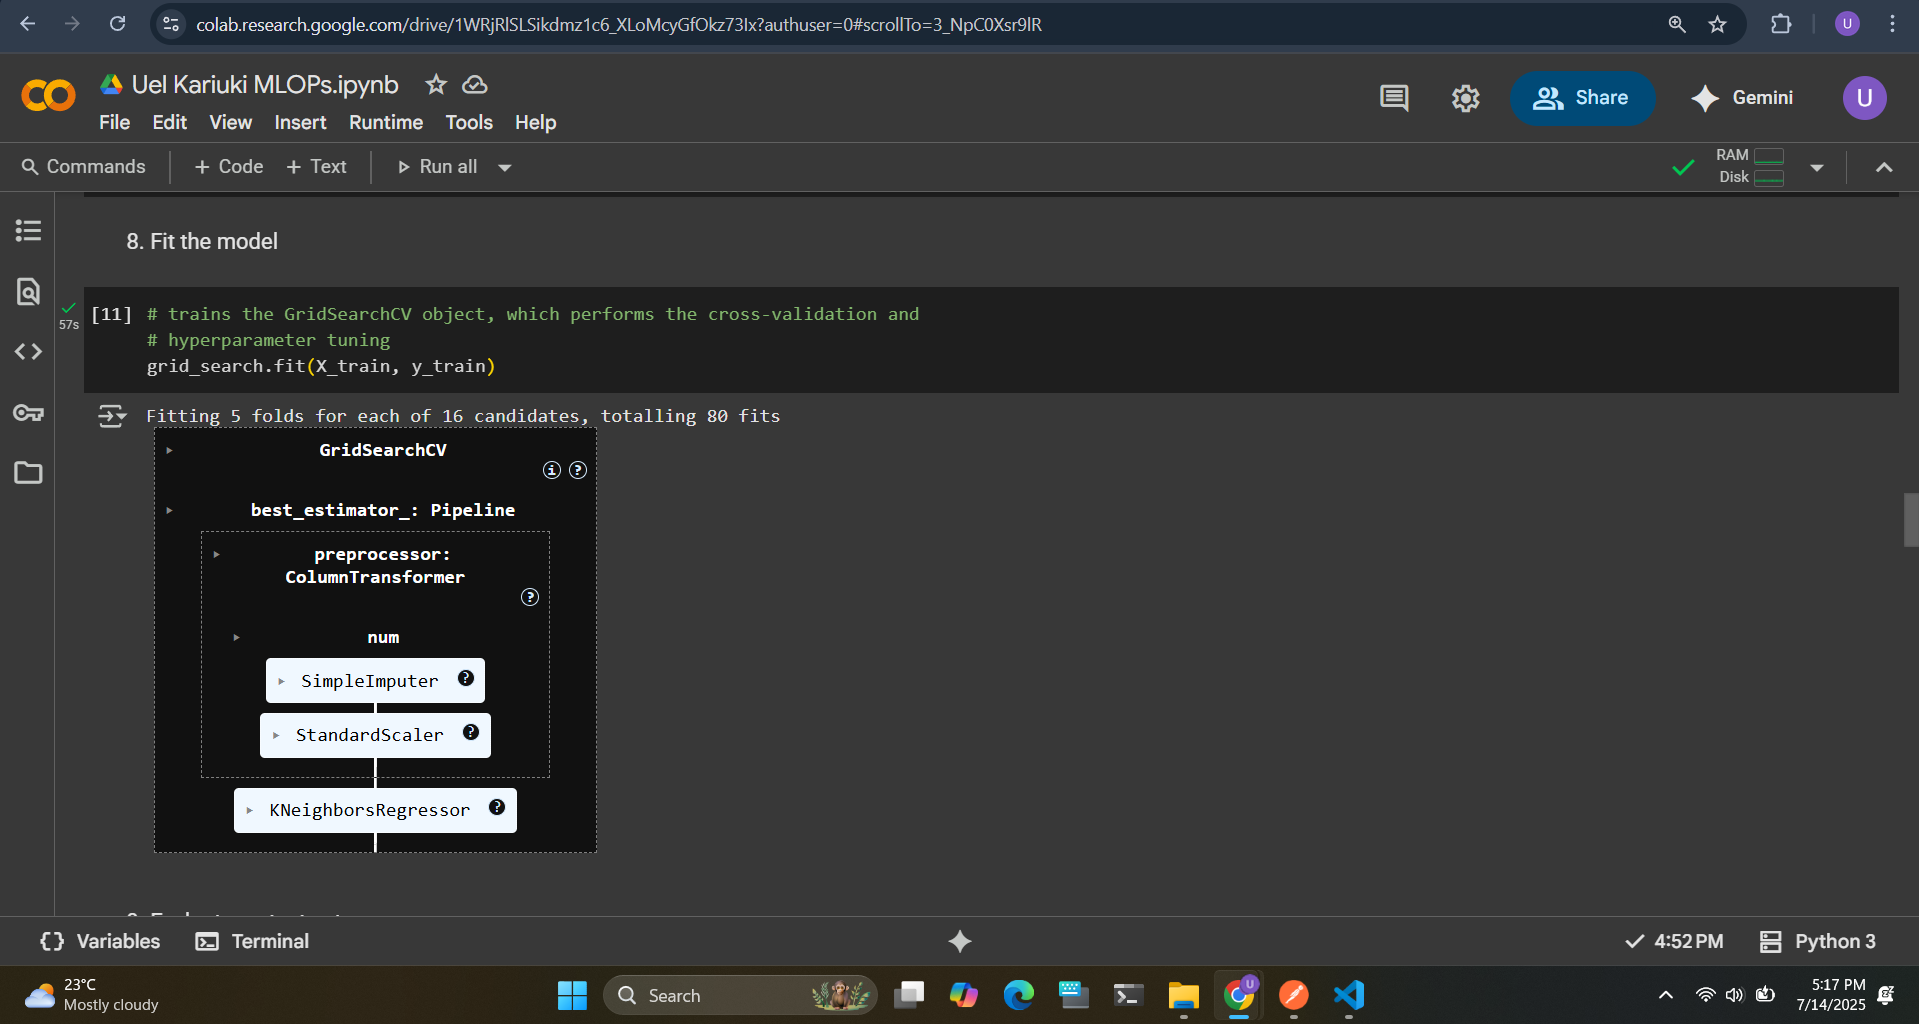 colab.research.google.com/drive/1WRjRlSLSikdmz1c6_XLoMcyGfOkz73Ix?authuser=0#scrollTo=3_NpC0Xsr9lR
U
Uel Kariuki MLOPs.ipynb
File Edit View Insert Runtime Tools Help
Share
Gemini
U
Commands + Code + Text Run all
RAM
Disk
8. Fit the model
57s
[11] # trains the GridSearchCV object, which performs the cross-validation and
# hyperparameter tuning
grid_search.fit(X_train, y_train)
Fitting 5 folds for each of 16 candidates, totalling 80 fits
GridSearchCV
best_estimator_: Pipeline
preprocessor:
ColumnTransformer
num
SimpleImputer
StandardScaler
KNeighborsRegressor
Variables Terminal
4:52 PM Python 3
23°C
Mostly cloudy
Search
U
5:17 PM
7/14/2025